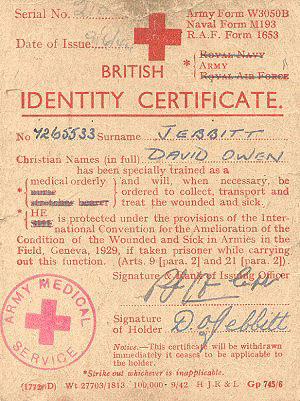 Serial No.
Army Form W3050B
Naval Form M193
R.A.F. Form 1653
Date of Issue
BRITISH
* { Royal Navy
ARMY
Royal Air Force
IDENTITY CERTIFICATE.
No 7265533 Surname JEBBITT
Christian Names (in full) DAVID OWEN
has been specially trained as a
* { medical orderly } and will, when necessary, be
nurse } ordered to collect, transport and
stretcher bearer } treat the wounded and sick.
* { HE
is protected under the provisions of the Inter-
national Convention for the Amelioration of the
Condition of the Wounded and Sick in Armies in the
Field, Geneva, 1929, if taken prisoner while carrying
out this function. (Arts. 9 [para. 2] and 21 [para. 2]).
Signature & Rank of Issuing Officer
Signature
of Holder D. O Jebbitt
ARMY MEDICAL SERVICE
Notice.—This certificate will be withdrawn
immediately it ceases to be applicable to
the holder.
*Strike out whichever is inapplicable.
(1772 D) Wt 27703/1813 100,000 9/42 H J R & L Gp 745/6